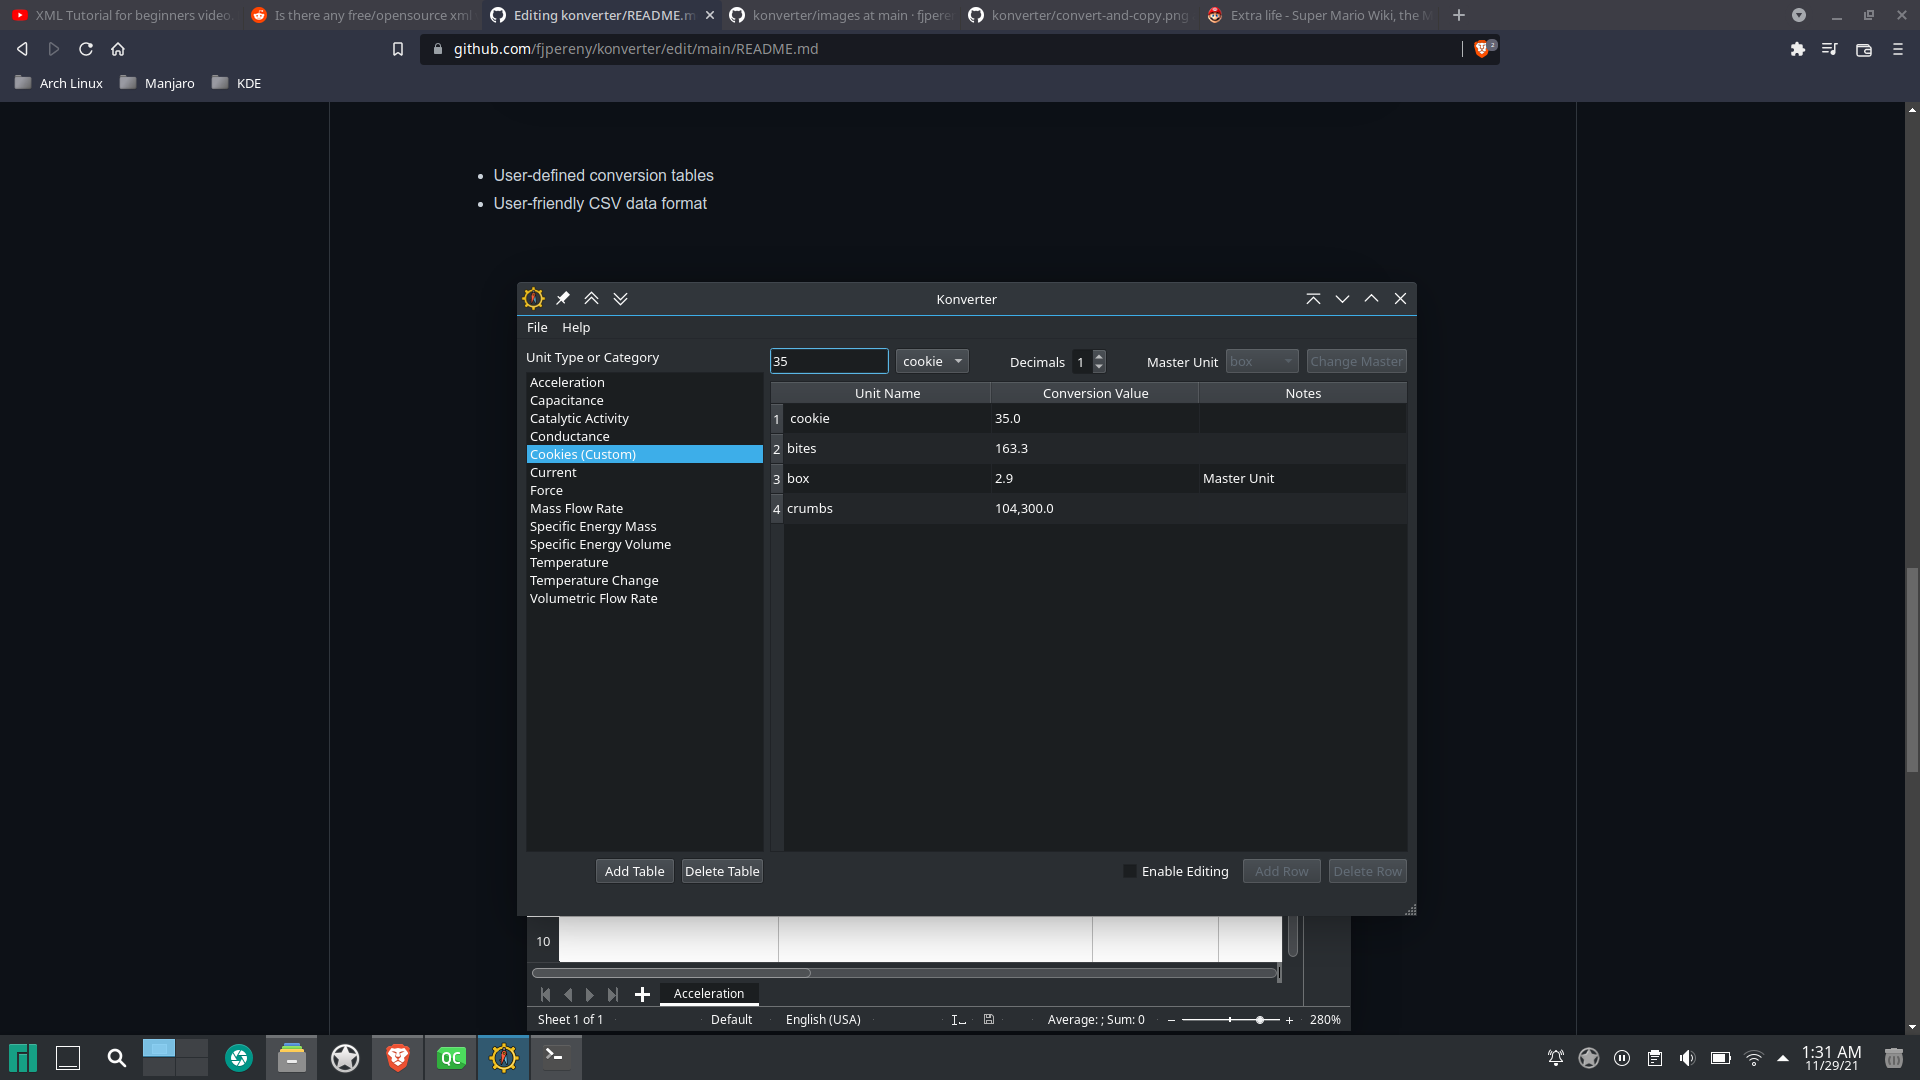 XML Tutorial for beginners video.
Is there any free/opensource xml
Editing konverter/README.m
konverter/images at main · fjpere
konverter/convert-and-copy.png
Extra life - Super Mario Wiki, the M
github.com/fjpereny/konverter/edit/main/README.md
2
Arch Linux
Manjaro
KDE
• User-defined conversion tables
• User-friendly CSV data format
Konverter
File Help
Unit Type or Category
35
cookie
Decimals 1
Master Unit box
Change Master
Acceleration
Capacitance
Catalytic Activity
Conductance
Cookies (Custom)
Current
Force
Mass Flow Rate
Specific Energy Mass
Specific Energy Volume
Temperature
Temperature Change
Volumetric Flow Rate
Unit Name Conversion Value Notes
1 cookie 35.0
2 bites 163.3
3 box 2.9 Master Unit
4 crumbs 104,300.0
Add Table
Delete Table
Enable Editing
Add Row
Delete Row
10
Acceleration
Sheet 1 of 1
Default
English (USA)
Average: ; Sum: 0
280%
QC
1:31 AM
11/29/21